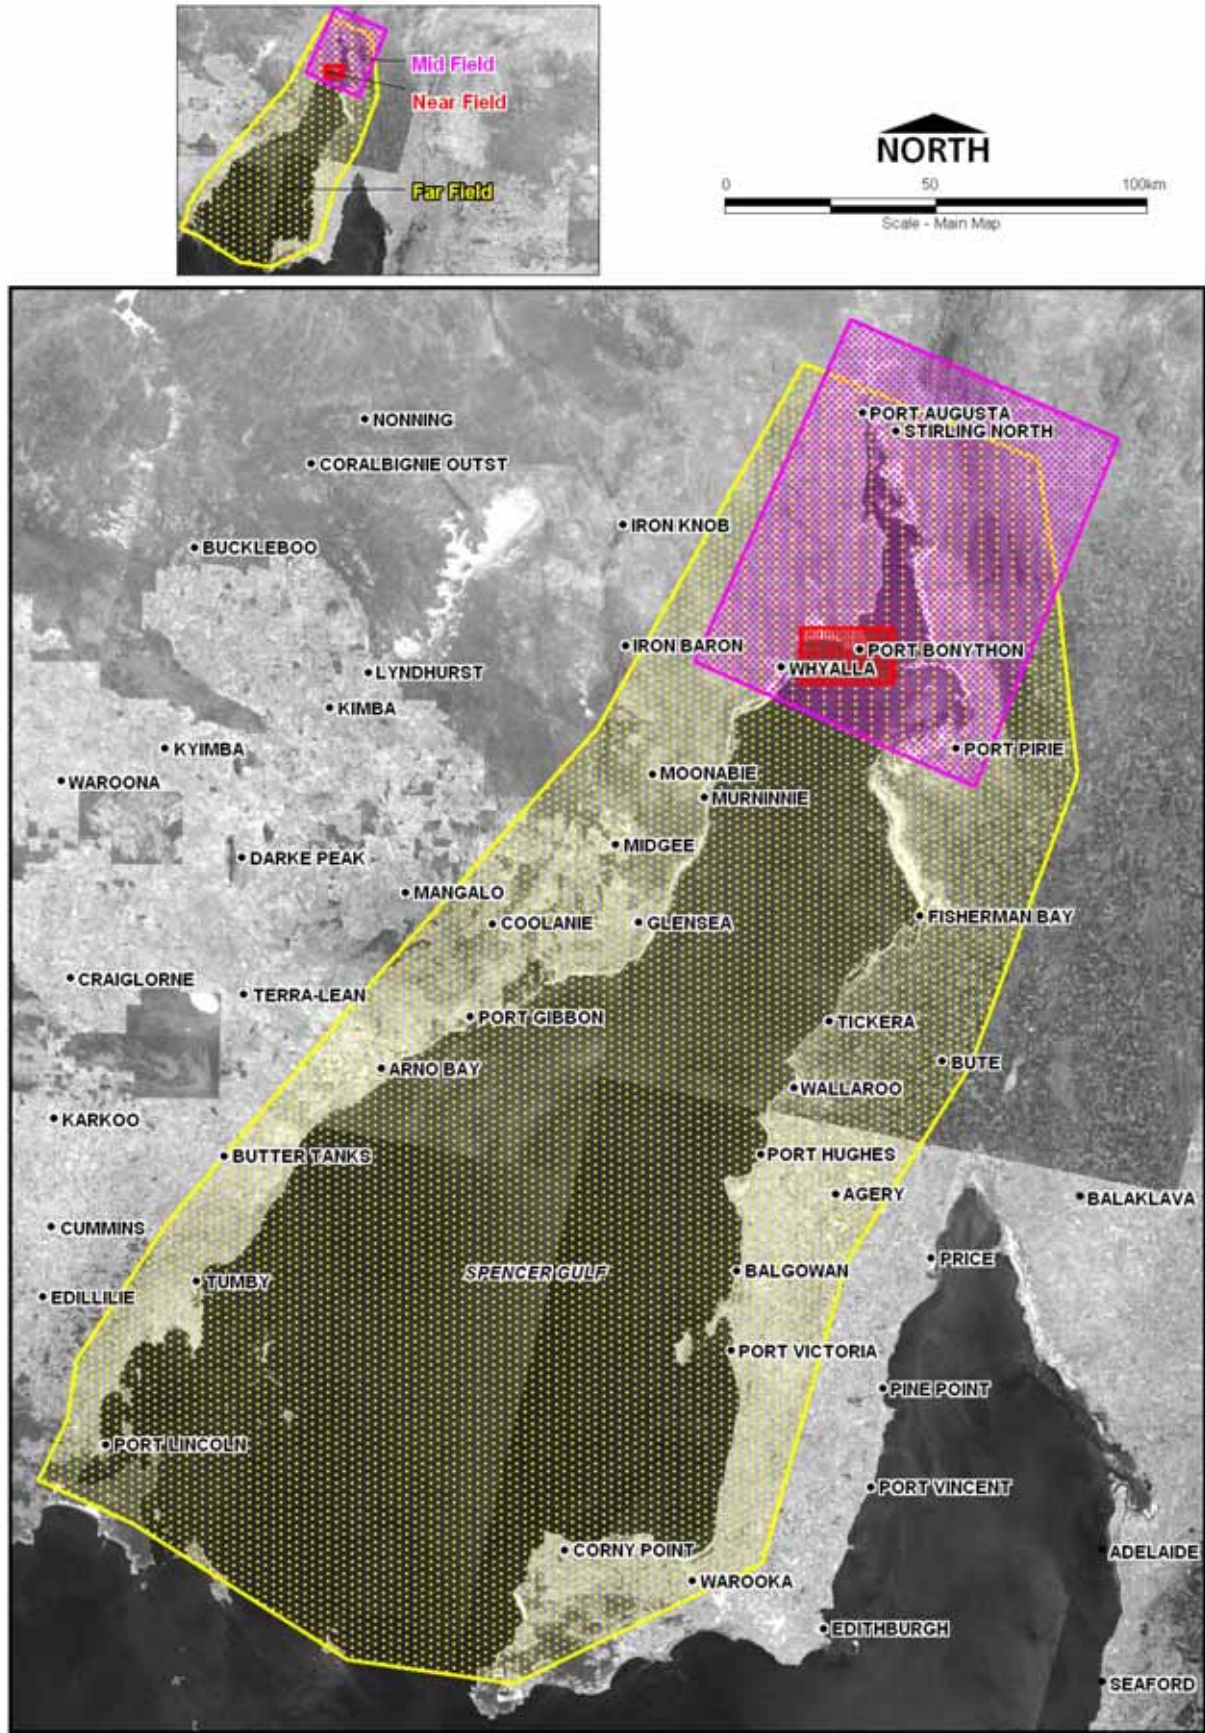 Mid Field
Near Field
Far Field
NORTH
0 50 100km
Scale - Main Map
NONNING
PORT AUGUSTA
STIRLING NORTH
CORALBIGNIE OUTST
IRON KNOB
BUCKLEBOO
IRON BARON
PORT BONYTHON
WHYALLA
LYNDHURST
KIMBA
KYIMBA
PORT PIRIE
WAROONA
MOONABIE
MURNINNIE
MIDGEE
DARKE PEAK
MANGALO
COOLANIE
GLENSEA
FISHERMAN BAY
CRAIGLORNE
TERRA-LEAN
PORT GIBBON
TICKERA
ARNO BAY
BUTE
WALLAROO
KARKOO
BUTTER TANKS
PORT HUGHES
AGERY
BALAKLAVA
CUMMINS
PRICE
SPENCER GULF
BALGOWAN
TUMBY
EDILLILIE
PORT VICTORIA
PINE POINT
PORT LINCOLN
PORT VINCENT
CORNY POINT
ADELAIDE
WAROOKA
EDITHBURGH
SEAFORD